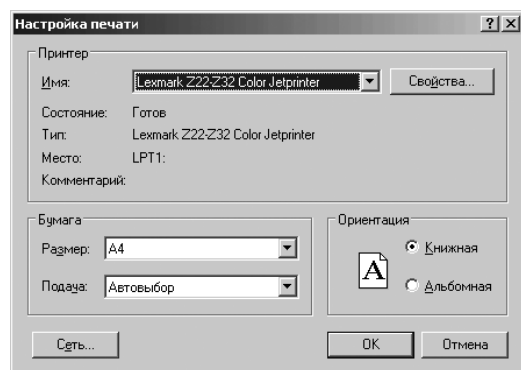 Настройка печати
Принтер
Имя: Lexmark Z22-Z32 Color Jetprinter Свойства...
Состояние: Готов
Тип: Lexmark Z22-Z32 Color Jetprinter
Место: LPT1:
Комментарий:
Бумага
Размер: A4
Подача: Автовыбор
Ориентация
A
Книжная
Альбомная
Сеть... OK Отмена